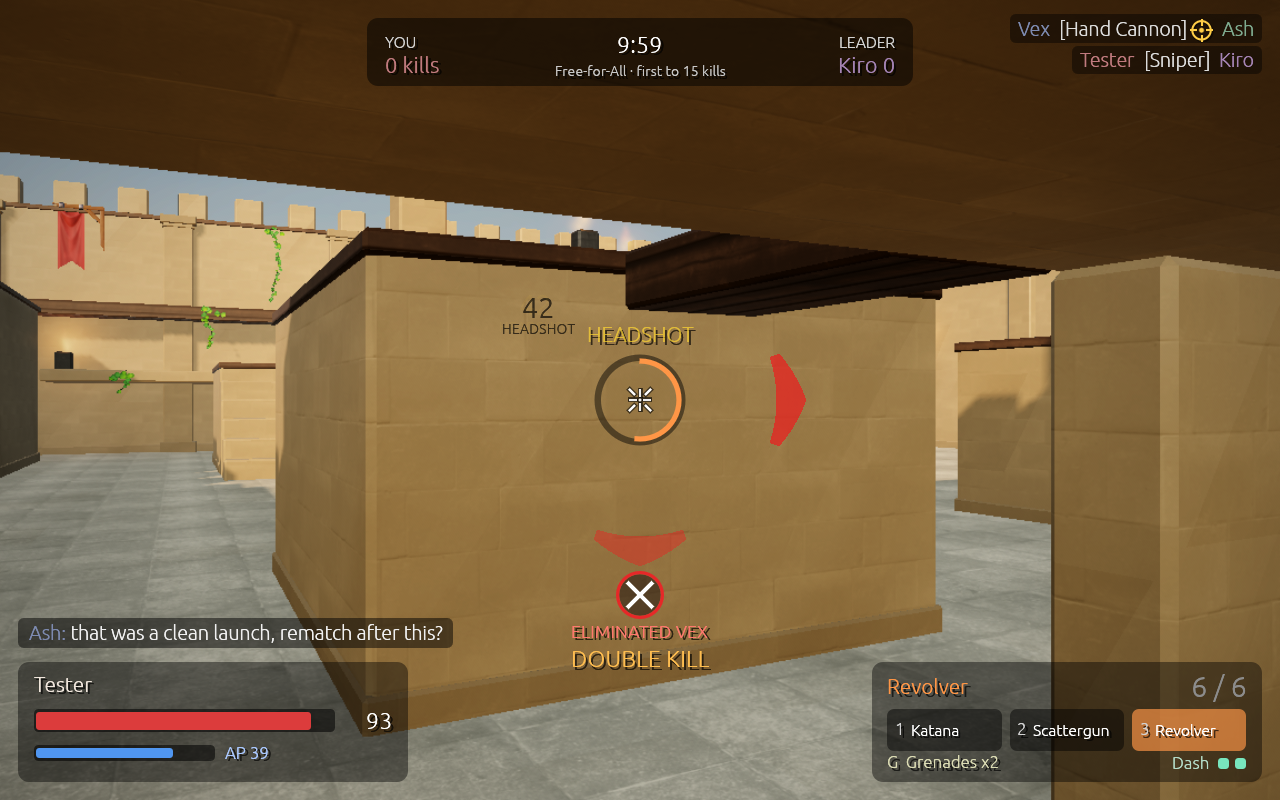 YOU
0 kills
9:59
Free-for-All · first to 15 kills
LEADER
Kiro 0
Vex [Hand Cannon] Ash
Tester [Sniper] Kiro
42
HEADSHOT
HEADSHOT
ELIMINATED VEX
DOUBLE KILL
Ash: that was a clean launch, rematch after this?
Tester
93
AP 39
Revolver
6 / 6
1 Katana
2 Scattergun
3 Revolver
G Grenades x2
Dash